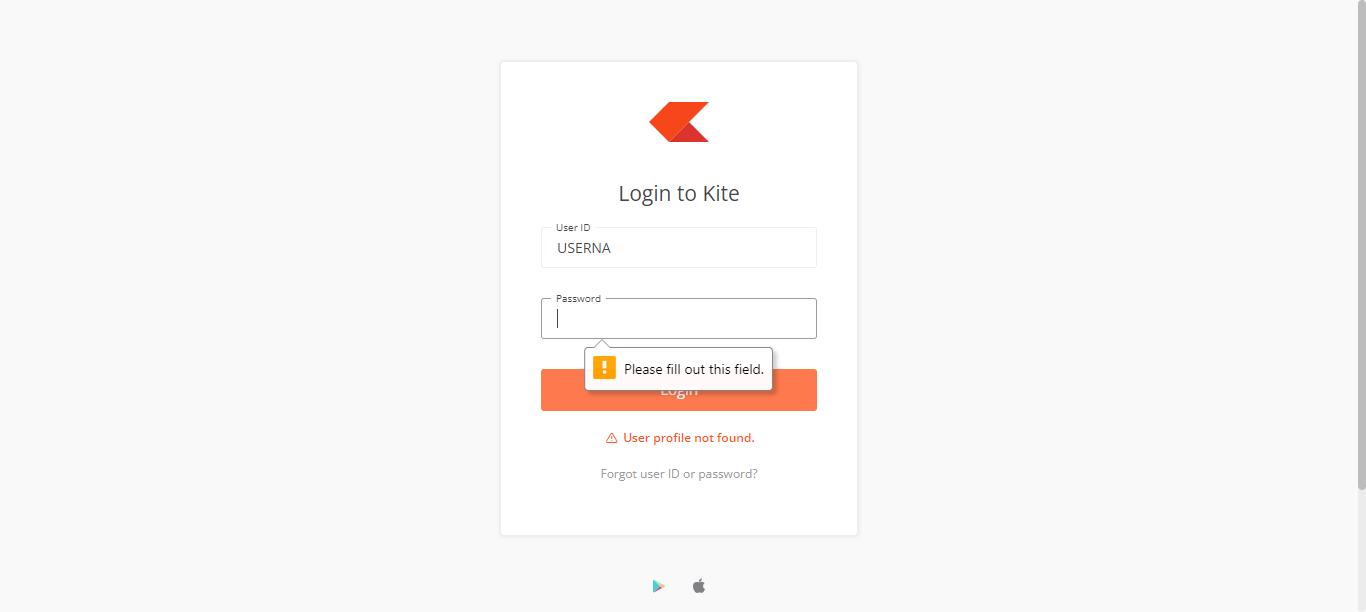 Login to Kite
User ID
USERNA
Password
Please fill out this field.
Login
User profile not found.
Forgot user ID or password?